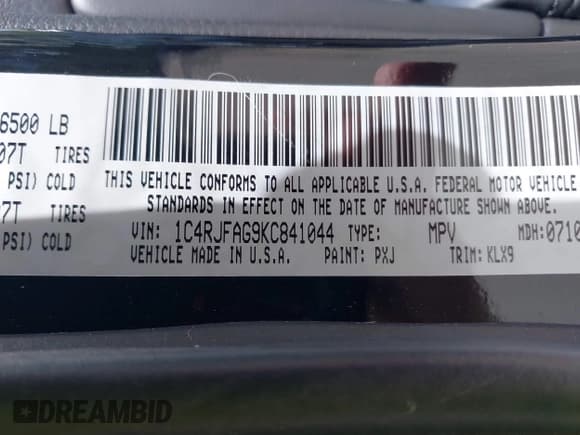 6500 LB
07T TIRES
PSI) COLD
07T TIRES
PSI) COLD
THIS VEHICLE CONFORMS TO ALL APPLICABLE U.S.A. FEDERAL MOTOR VEHICLE
STANDARDS IN EFFECT ON THE DATE OF MANUFACTURE SHOWN ABOVE.
VIN: 1C4RJFAG9KC841044 TYPE: MPV MDH:0710
VEHICLE MADE IN U.S.A. PAINT: PXJ TRIM: KLX9
DREAMBID